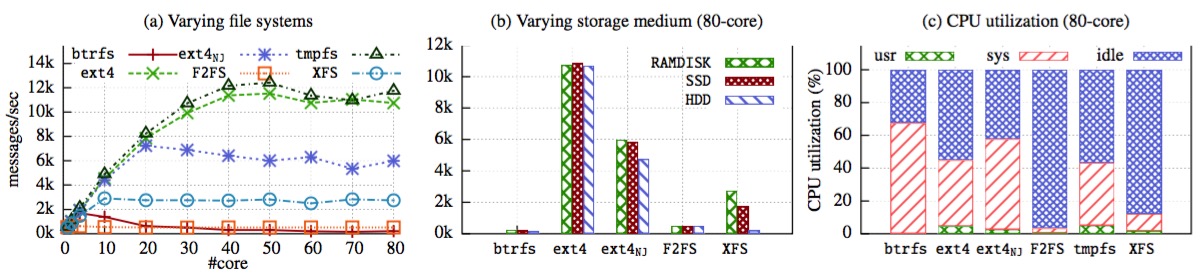 (a) Varying file systems
btrfs ext4NJ tmpfs
ext4 F2FS XFS
messages/sec
14k
12k
10k
8k
6k
4k
2k
0k
0 10 20 30 40 50 60 70 80
#core
(b) Varying storage medium (80-core)
RAMDISK
SSD
HDD
12k
10k
8k
6k
4k
2k
0k
btrfs ext4 ext4NJ F2FS XFS
(c) CPU utilization (80-core)
usr sys idle
CPU utilization (%)
100
80
60
40
20
0
btrfs ext4 ext4NJ F2FS tmpfs XFS